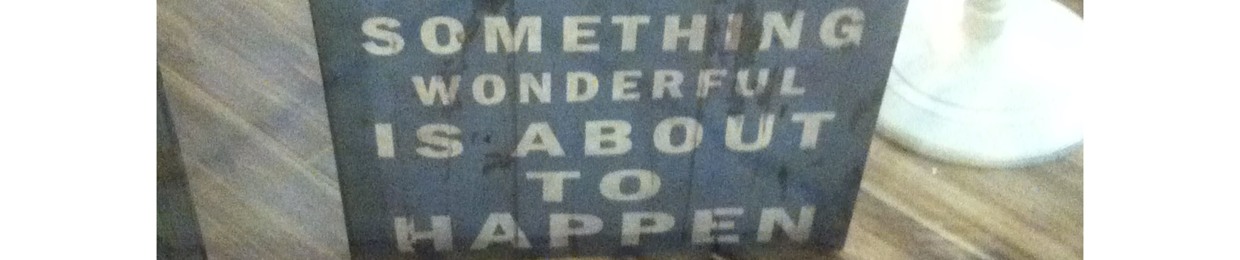 SOMETHING
WONDERFUL
IS ABOUT
TO
HAPPEN